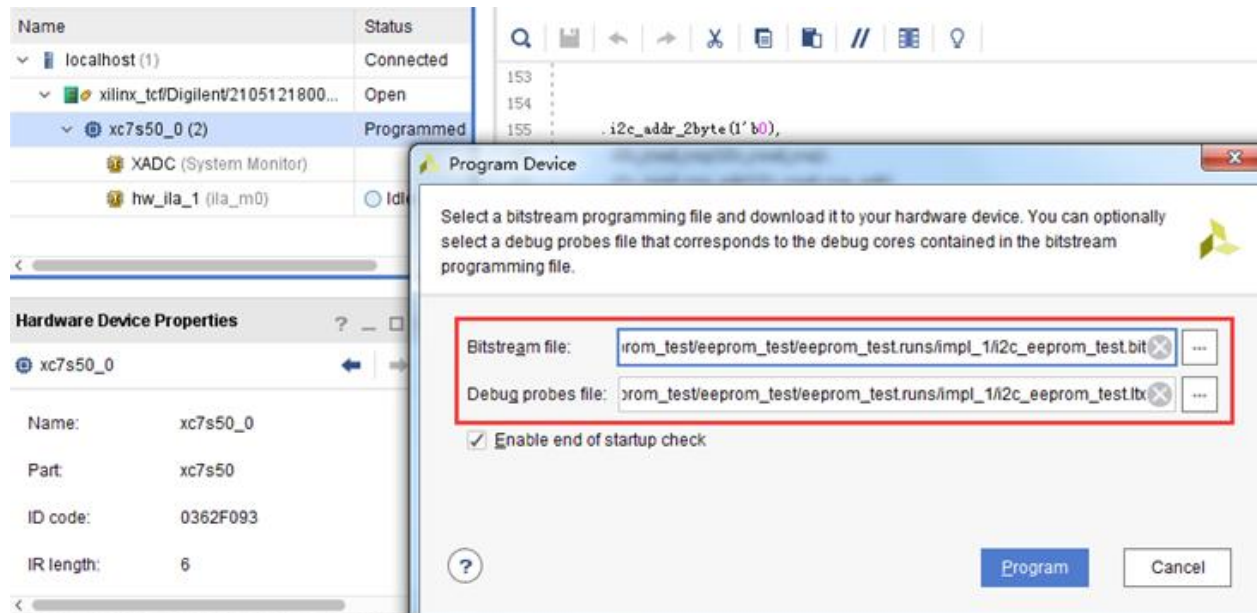 Name Status
localhost (1) Connected
xilinx_tcf/Digilent/2105121800... Open
xc7s50_0 (2) Programmed
XADC (System Monitor)
hw_ila_1 (ila_m0) Idle
153
154
155 .i2c_addr_2byte(1'b0),
Program Device
Select a bitstream programming file and download it to your hardware device. You can optionally
select a debug probes file that corresponds to the debug cores contained in the bitstream
programming file.
Bitstream file: rom_test/eeprom_test/eeprom_test.runs/impl_1/i2c_eeprom_test.bit ...
Debug probes file: prom_test/eeprom_test/eeprom_test.runs/impl_1/i2c_eeprom_test.ltx ...
Enable end of startup check
? Program Cancel
Hardware Device Properties ?
xc7s50_0
Name: xc7s50_0
Part: xc7s50
ID code: 0362F093
IR length: 6